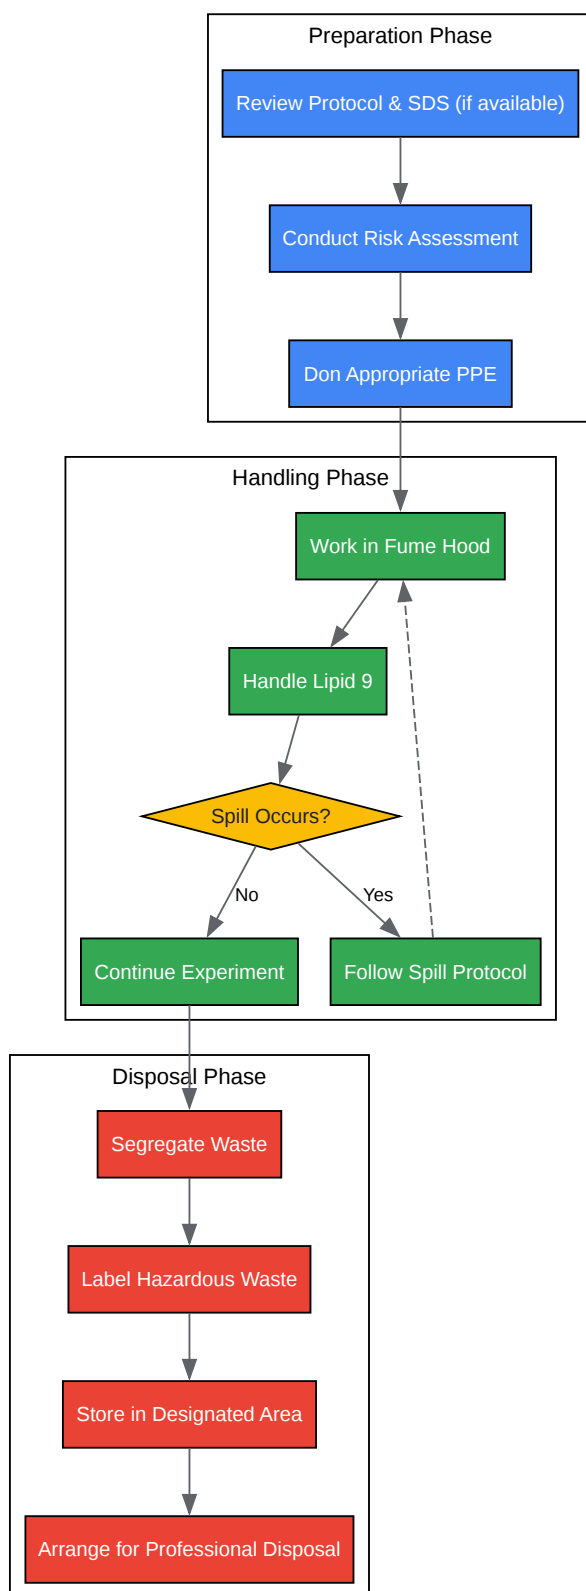 Preparation Phase
Review Protocol & SDS (if available)
Conduct Risk Assessment
Don Appropriate PPE
Handling Phase
Work in Fume Hood
Handle Lipid 9
Spill Occurs?
No
Yes
Continue Experiment
Follow Spill Protocol
Disposal Phase
Segregate Waste
Label Hazardous Waste
Store in Designated Area
Arrange for Professional Disposal